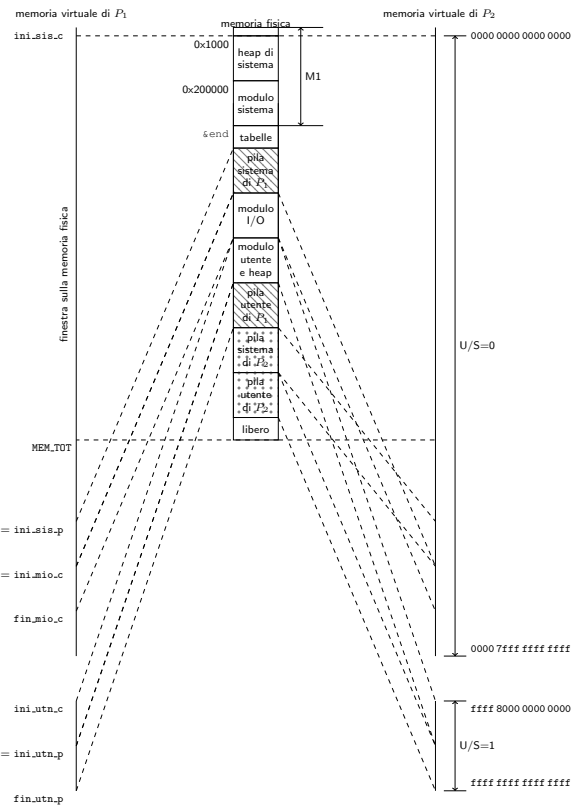 memoria virtuale di P1
memoria fisica
memoria virtuale di P2
ini_sis_c
0000 0000 0000 0000
0x1000
heap di
sistema
M1
0x200000
modulo
sistema
&end
tabelle
pila
sistema
di P1
modulo
I/O
finestra sulla memoria fisica
modulo
utente
e heap
pila
utente
di P1
pila
sistema
di P2
U/S=0
pila
utente
di P2
libero
MEM_TOT
= ini_sis_p
= ini_mio_c
fin_mio_c
0000 7fff ffff ffff
ini_utn_c
ffff 8000 0000 0000
= ini_utn_p
U/S=1
ffff ffff ffff ffff
fin_utn_p